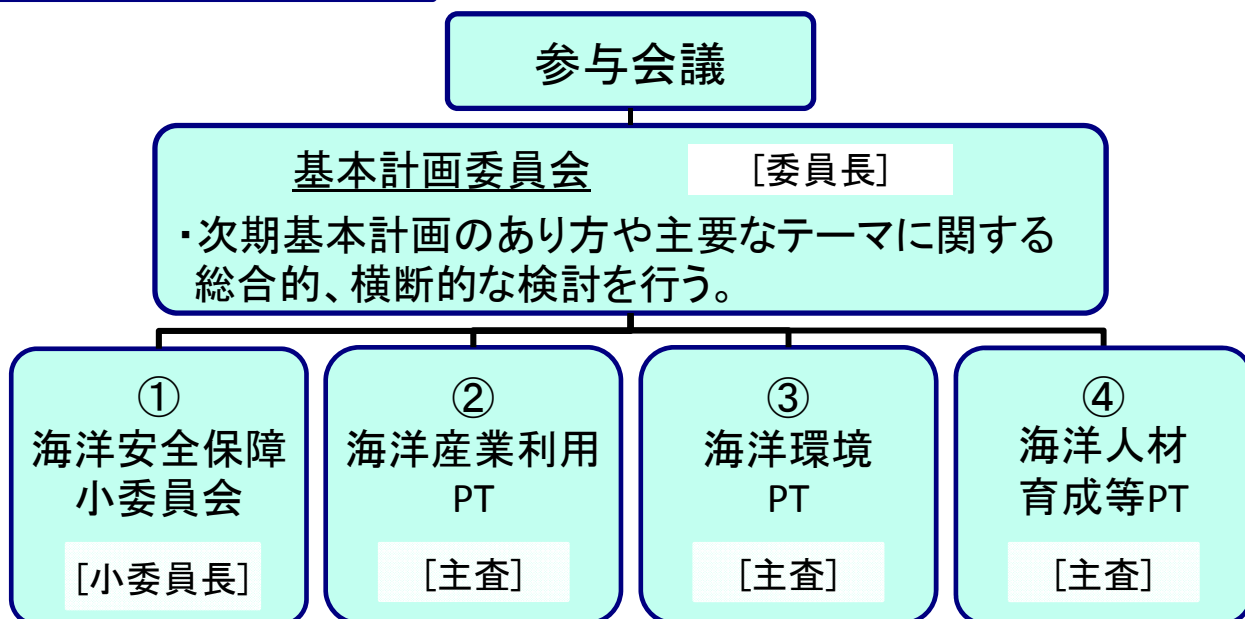 参与会議
基本計画委員会 [委員長]
・次期基本計画のあり方や主要なテーマに関する
総合的、横断的な検討を行う。
①
海洋安全保障
小委員会
[小委員長]
②
海洋産業利用
PT
[主査]
③
海洋環境
PT
[主査]
④
海洋人材
育成等PT
[主査]